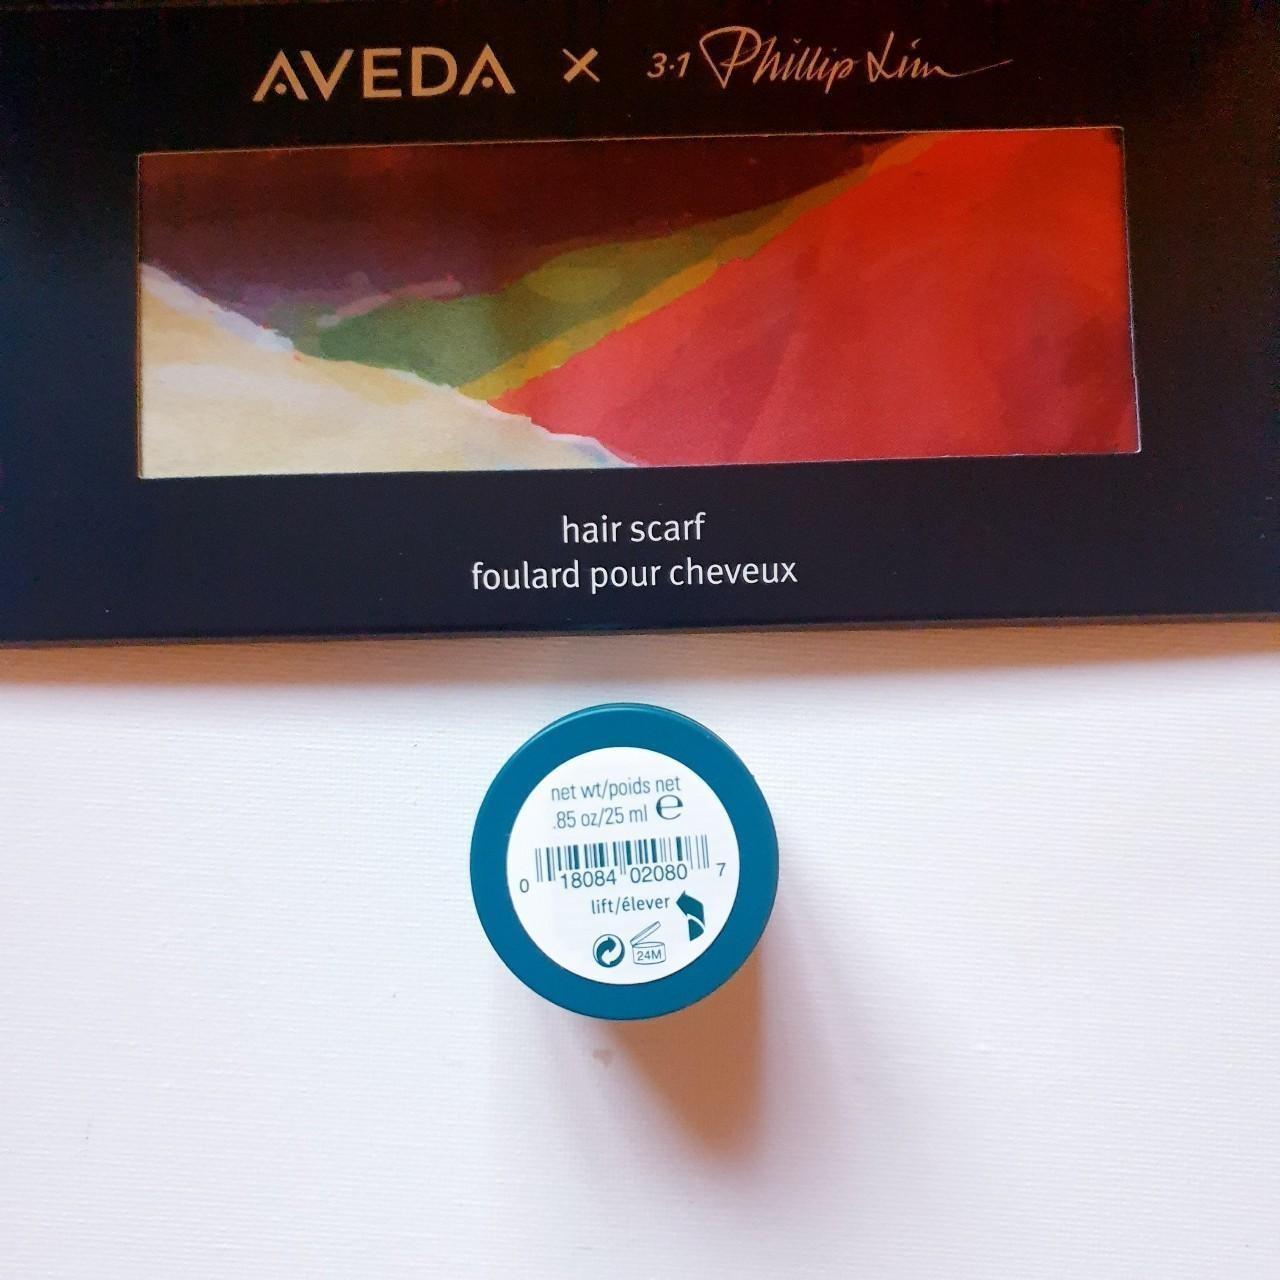 AVEDA × 3·1 Phillip Lim
hair scarf
foulard pour cheveux
net wt/poids net
.85 oz/25 ml ℮
0 18084 02080 7
lift/élever
24M